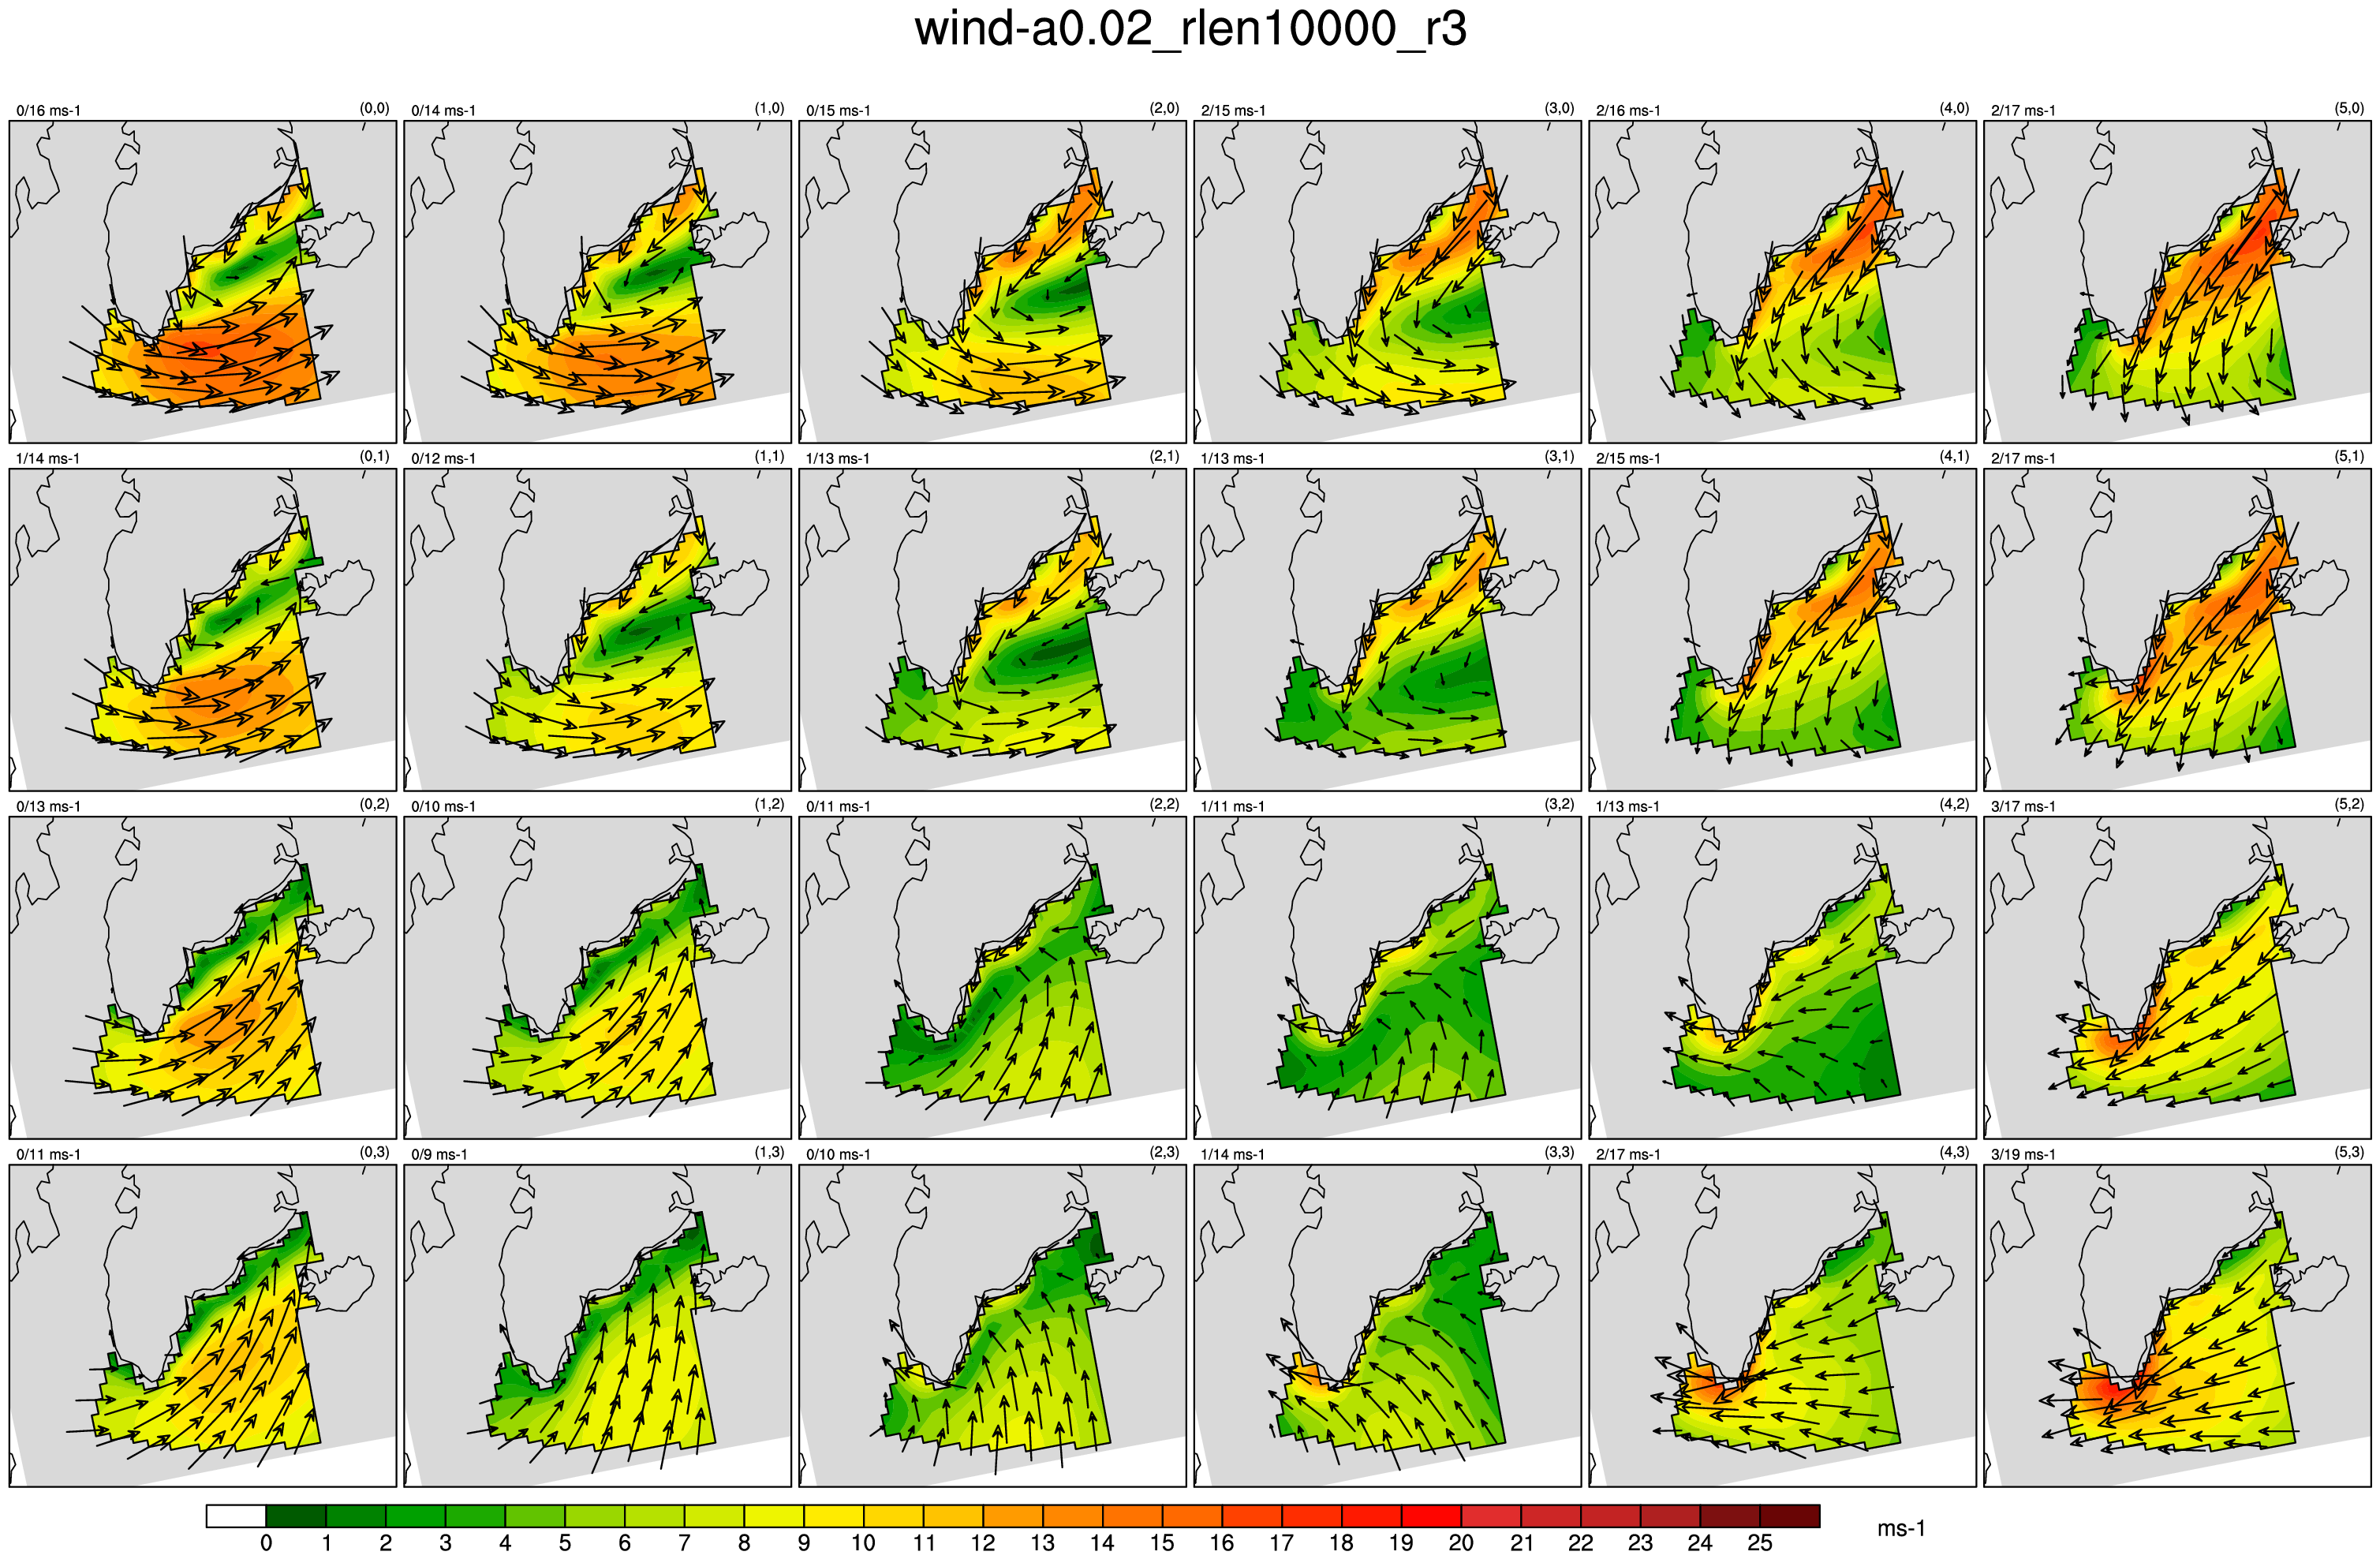 wind-a0.02_rlen10000_r3
0/16 ms-1 (0,0) 0/14 ms-1 (1,0) 0/15 ms-1 (2,0) 2/15 ms-1 (3,0) 2/16 ms-1 (4,0) 2/17 ms-1 (5,0)
1/14 ms-1 (0,1) 0/12 ms-1 (1,1) 1/13 ms-1 (2,1) 1/13 ms-1 (3,1) 2/15 ms-1 (4,1) 2/17 ms-1 (5,1)
0/13 ms-1 (0,2) 0/10 ms-1 (1,2) 0/11 ms-1 (2,2) 1/11 ms-1 (3,2) 1/13 ms-1 (4,2) 3/17 ms-1 (5,2)
0/11 ms-1 (0,3) 0/9 ms-1 (1,3) 0/10 ms-1 (2,3) 1/14 ms-1 (3,3) 2/17 ms-1 (4,3) 3/19 ms-1 (5,3)
0 1 2 3 4 5 6 7 8 9 10 11 12 13 14 15 16 17 18 19 20 21 22 23 24 25 ms-1